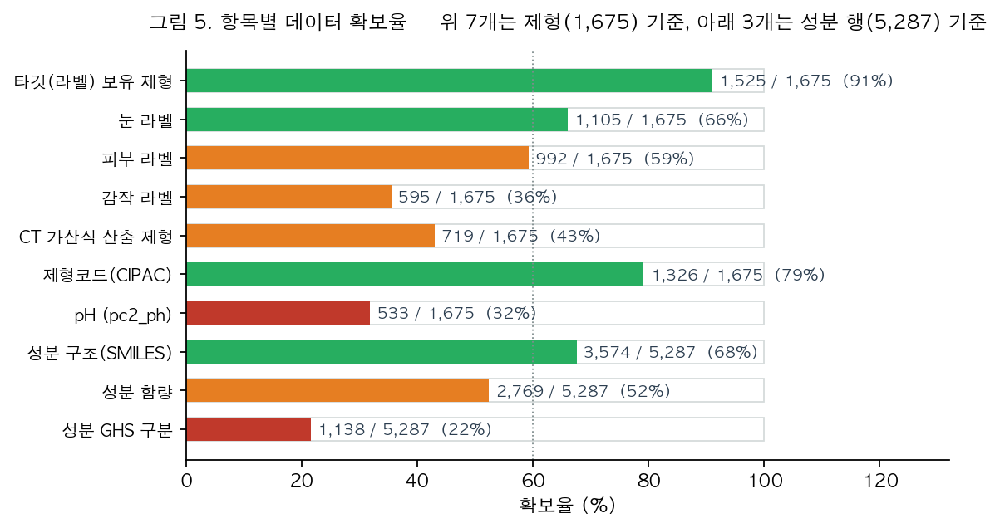 그림 5. 항목별 데이터 확보율 — 위 7개는 제형(1,675) 기준, 아래 3개는 성분 행(5,287) 기준
타깃(라벨) 보유 제형 1,525 / 1,675 (91%)
눈 라벨 1,105 / 1,675 (66%)
피부 라벨 992 / 1,675 (59%)
감작 라벨 595 / 1,675 (36%)
CT 가산식 산출 제형 719 / 1,675 (43%)
제형코드(CIPAC) 1,326 / 1,675 (79%)
pH (pc2_ph) 533 / 1,675 (32%)
성분 구조(SMILES) 3,574 / 5,287 (68%)
성분 함량 2,769 / 5,287 (52%)
성분 GHS 구분 1,138 / 5,287 (22%)
0 20 40 60 80 100 120
확보율 (%)